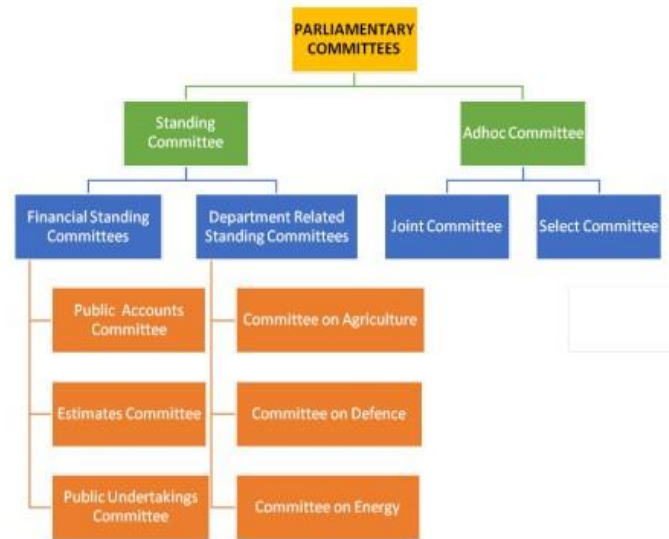 PARLIAMENTARY
COMMITTEES
Standing
Committee
Adhoc Committee
Financial Standing
Committees
Department Related
Standing Committees
Joint Committee
Select Committee
Public Accounts
Committee
Committee on Agriculture
Estimates Committee
Committee on Defence
Public Undertakings
Committee
Committee on Energy